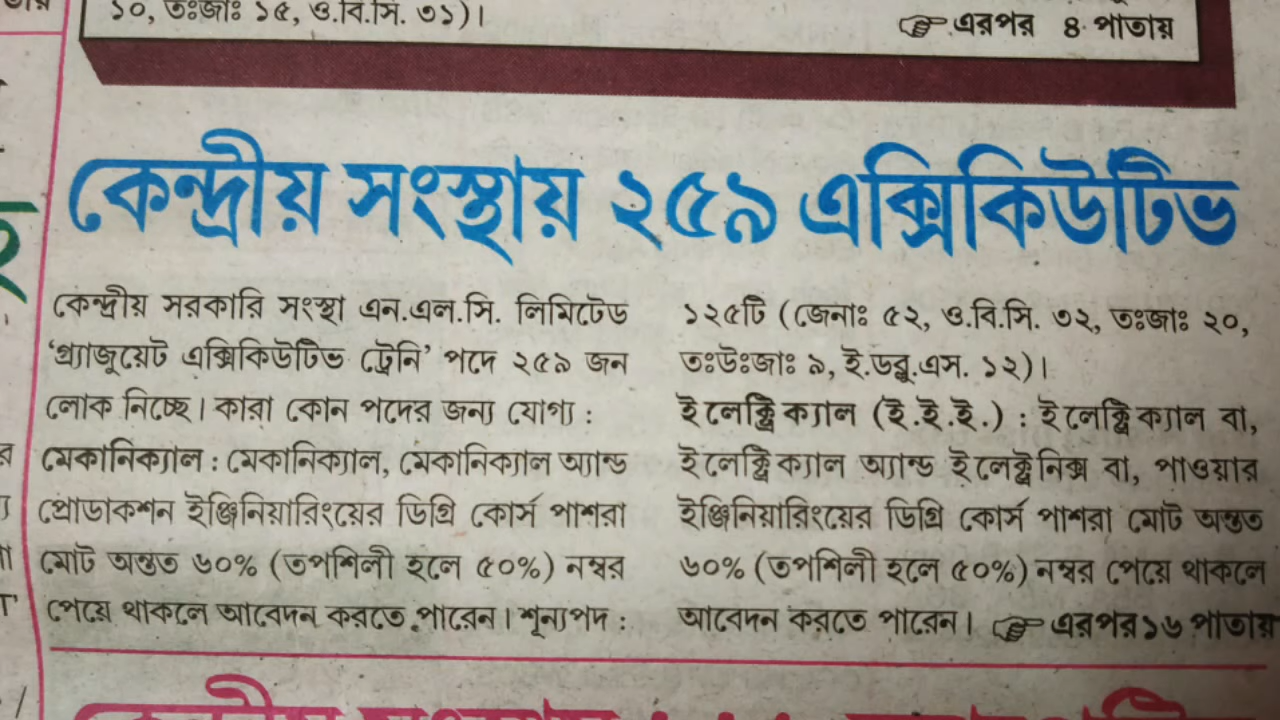 ১০, তঃজাঃ ১৫, ও.বি.সি. ৩১)।
এরপর ৪ পাতায়
কেন্দ্রীয় সংস্থায় ২৫৯ এক্সিকিউটিভ
কেন্দ্রীয় সরকারি সংস্থা এন.এল.সি. লিমিটেড
‘গ্র্যাজুয়েট এক্সিকিউটিভ ট্রেনি’ পদে ২৫৯ জন
লোক নিচ্ছে। কারা কোন পদের জন্য যোগ্য :
মেকানিক্যাল : মেকানিক্যাল, মেকানিক্যাল অ্যান্ড
প্রোডাকশন ইঞ্জিনিয়ারিংয়ের ডিগ্রি কোর্স পাশরা
মোট অন্তত ৬০% (তপশিলী হলে ৫০%) নম্বর
পেয়ে থাকলে আবেদন করতে পারেন। শূন্যপদ :
১২৫টি (জেনাঃ ৫২, ও.বি.সি. ৩২, তঃজাঃ ২০,
তঃউঃজাঃ ৯, ই.ডব্লু.এস. ১২)।
ইলেক্ট্রিক্যাল (ই.ই.ই.) : ইলেক্ট্রিক্যাল বা,
ইলেক্ট্রিক্যাল অ্যান্ড ইলেক্ট্রনিক্স বা, পাওয়ার
ইঞ্জিনিয়ারিংয়ের ডিগ্রি কোর্স পাশরা মোট অন্তত
৬০% (তপশিলী হলে ৫০%) নম্বর পেয়ে থাকলে
আবেদন করতে পারেন। এরপর ১৬ পাতায়